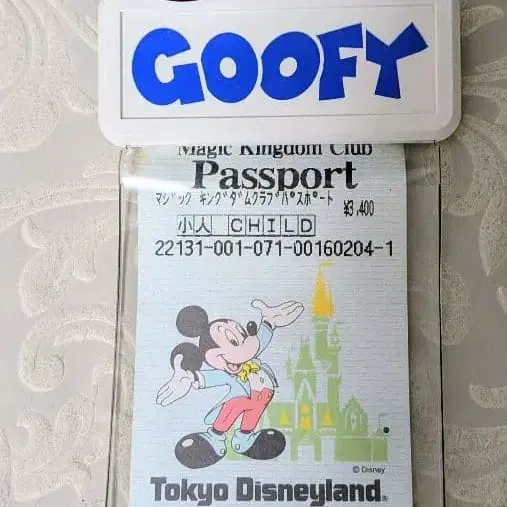 GOOFY
Magic Kingdom Club
Passport
マジック キングダムクラブパスポート ¥3,400
小人 CHILD
22131-001-071-00160204-1
© Disney
Tokyo Disneyland®